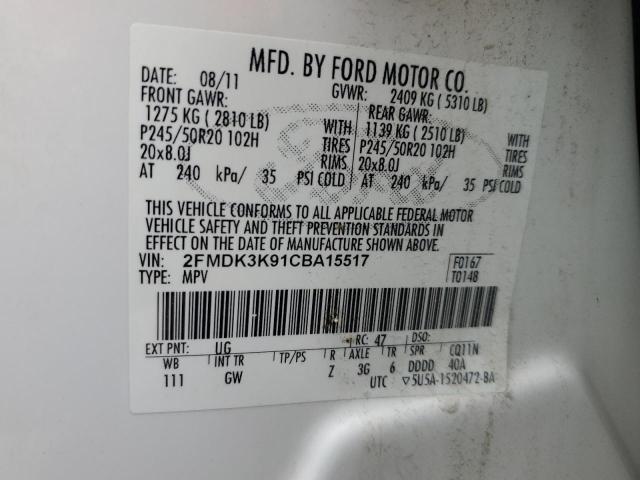 MFD. BY FORD MOTOR CO.
DATE: 08/11 GVWR: 2409 KG ( 5310 LB)
FRONT GAWR: REAR GAWR:
1275 KG ( 2810 LB) WITH 1139 KG ( 2510 LB) WITH
P245/50R20 102H TIRES P245/50R20 102H TIRES
20x8.0J RIMS 20x8.0J RIMS
AT 240 kPa/ 35 PSI COLD AT 240 kPa/ 35 PSI COLD
THIS VEHICLE CONFORMS TO ALL APPLICABLE FEDERAL MOTOR
VEHICLE SAFETY AND THEFT PREVENTION STANDARDS IN
EFFECT ON THE DATE OF MANUFACTURE SHOWN ABOVE.
VIN: 2FMDK3K91CBA15517 F0167
TYPE: MPV T0148
RC: 47 DSO:
EXT PNT: UG
WB INT TR TP/PS R AXLE TR SPR CQ11N
111 GW Z 3G 6 DDDD 40A
UTC ▽5U5A-1520472-BA